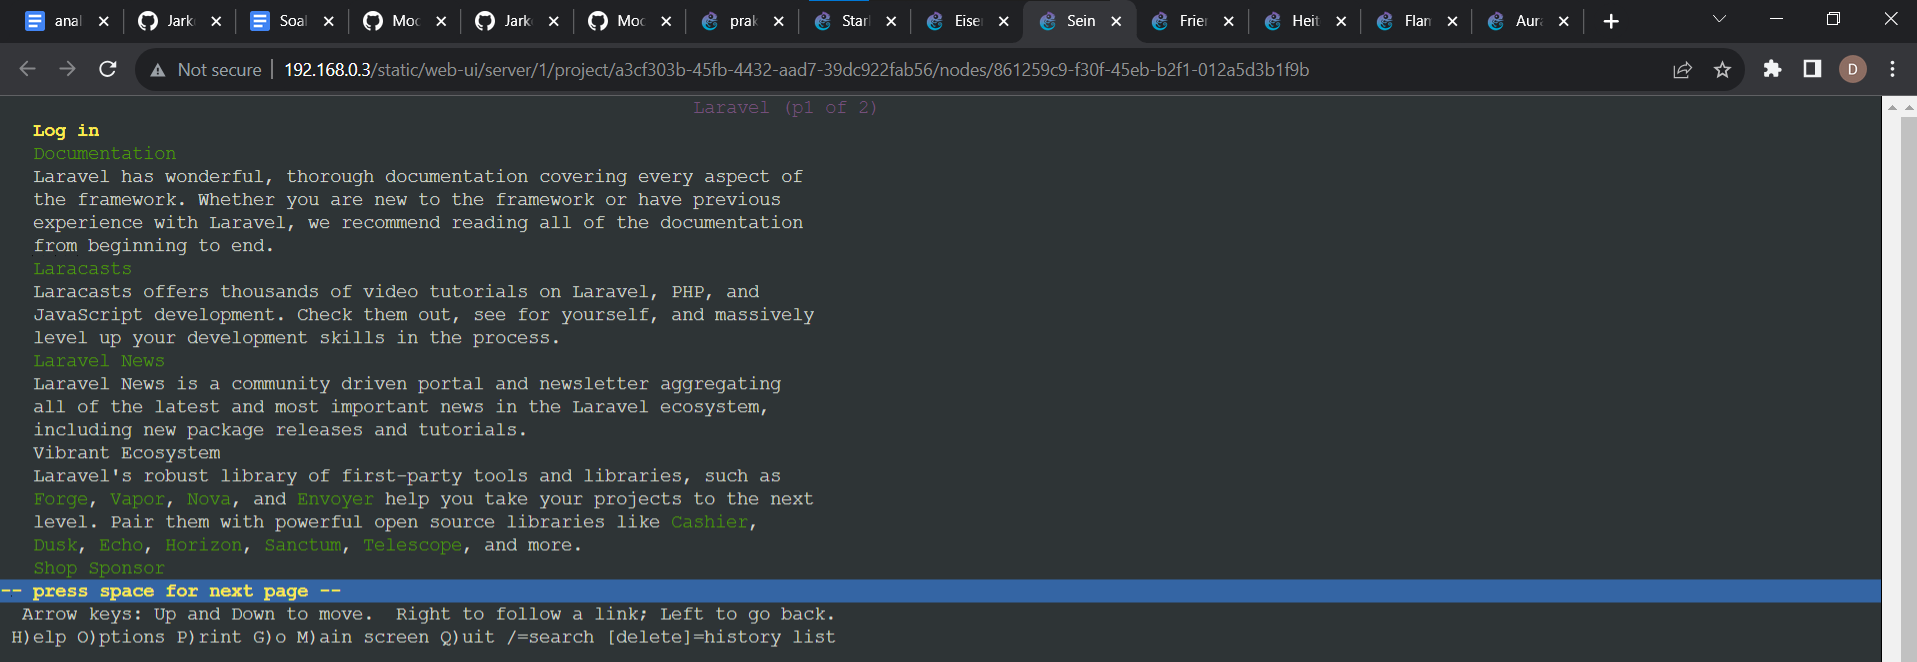 anal Jark Soal Moc Jark Moc prak Star Eise Sein Frie Heit Flam Aura
Not secure 192.168.0.3/static/web-ui/server/1/project/a3cf303b-45fb-4432-aad7-39dc922fab56/nodes/861259c9-f30f-45eb-b2f1-012a5d3b1f9b D
Laravel (p1 of 2)
Log in
Documentation
Laravel has wonderful, thorough documentation covering every aspect of
the framework. Whether you are new to the framework or have previous
experience with Laravel, we recommend reading all of the documentation
from beginning to end.
Laracasts
Laracasts offers thousands of video tutorials on Laravel, PHP, and
JavaScript development. Check them out, see for yourself, and massively
level up your development skills in the process.
Laravel News
Laravel News is a community driven portal and newsletter aggregating
all of the latest and most important news in the Laravel ecosystem,
including new package releases and tutorials.
Vibrant Ecosystem
Laravel's robust library of first-party tools and libraries, such as
Forge, Vapor, Nova, and Envoyer help you take your projects to the next
level. Pair them with powerful open source libraries like Cashier,
Dusk, Echo, Horizon, Sanctum, Telescope, and more.
Shop Sponsor
-- press space for next page --
Arrow keys: Up and Down to move. Right to follow a link; Left to go back.
H)elp O)ptions P)rint G)o M)ain screen Q)uit /=search [delete]=history list